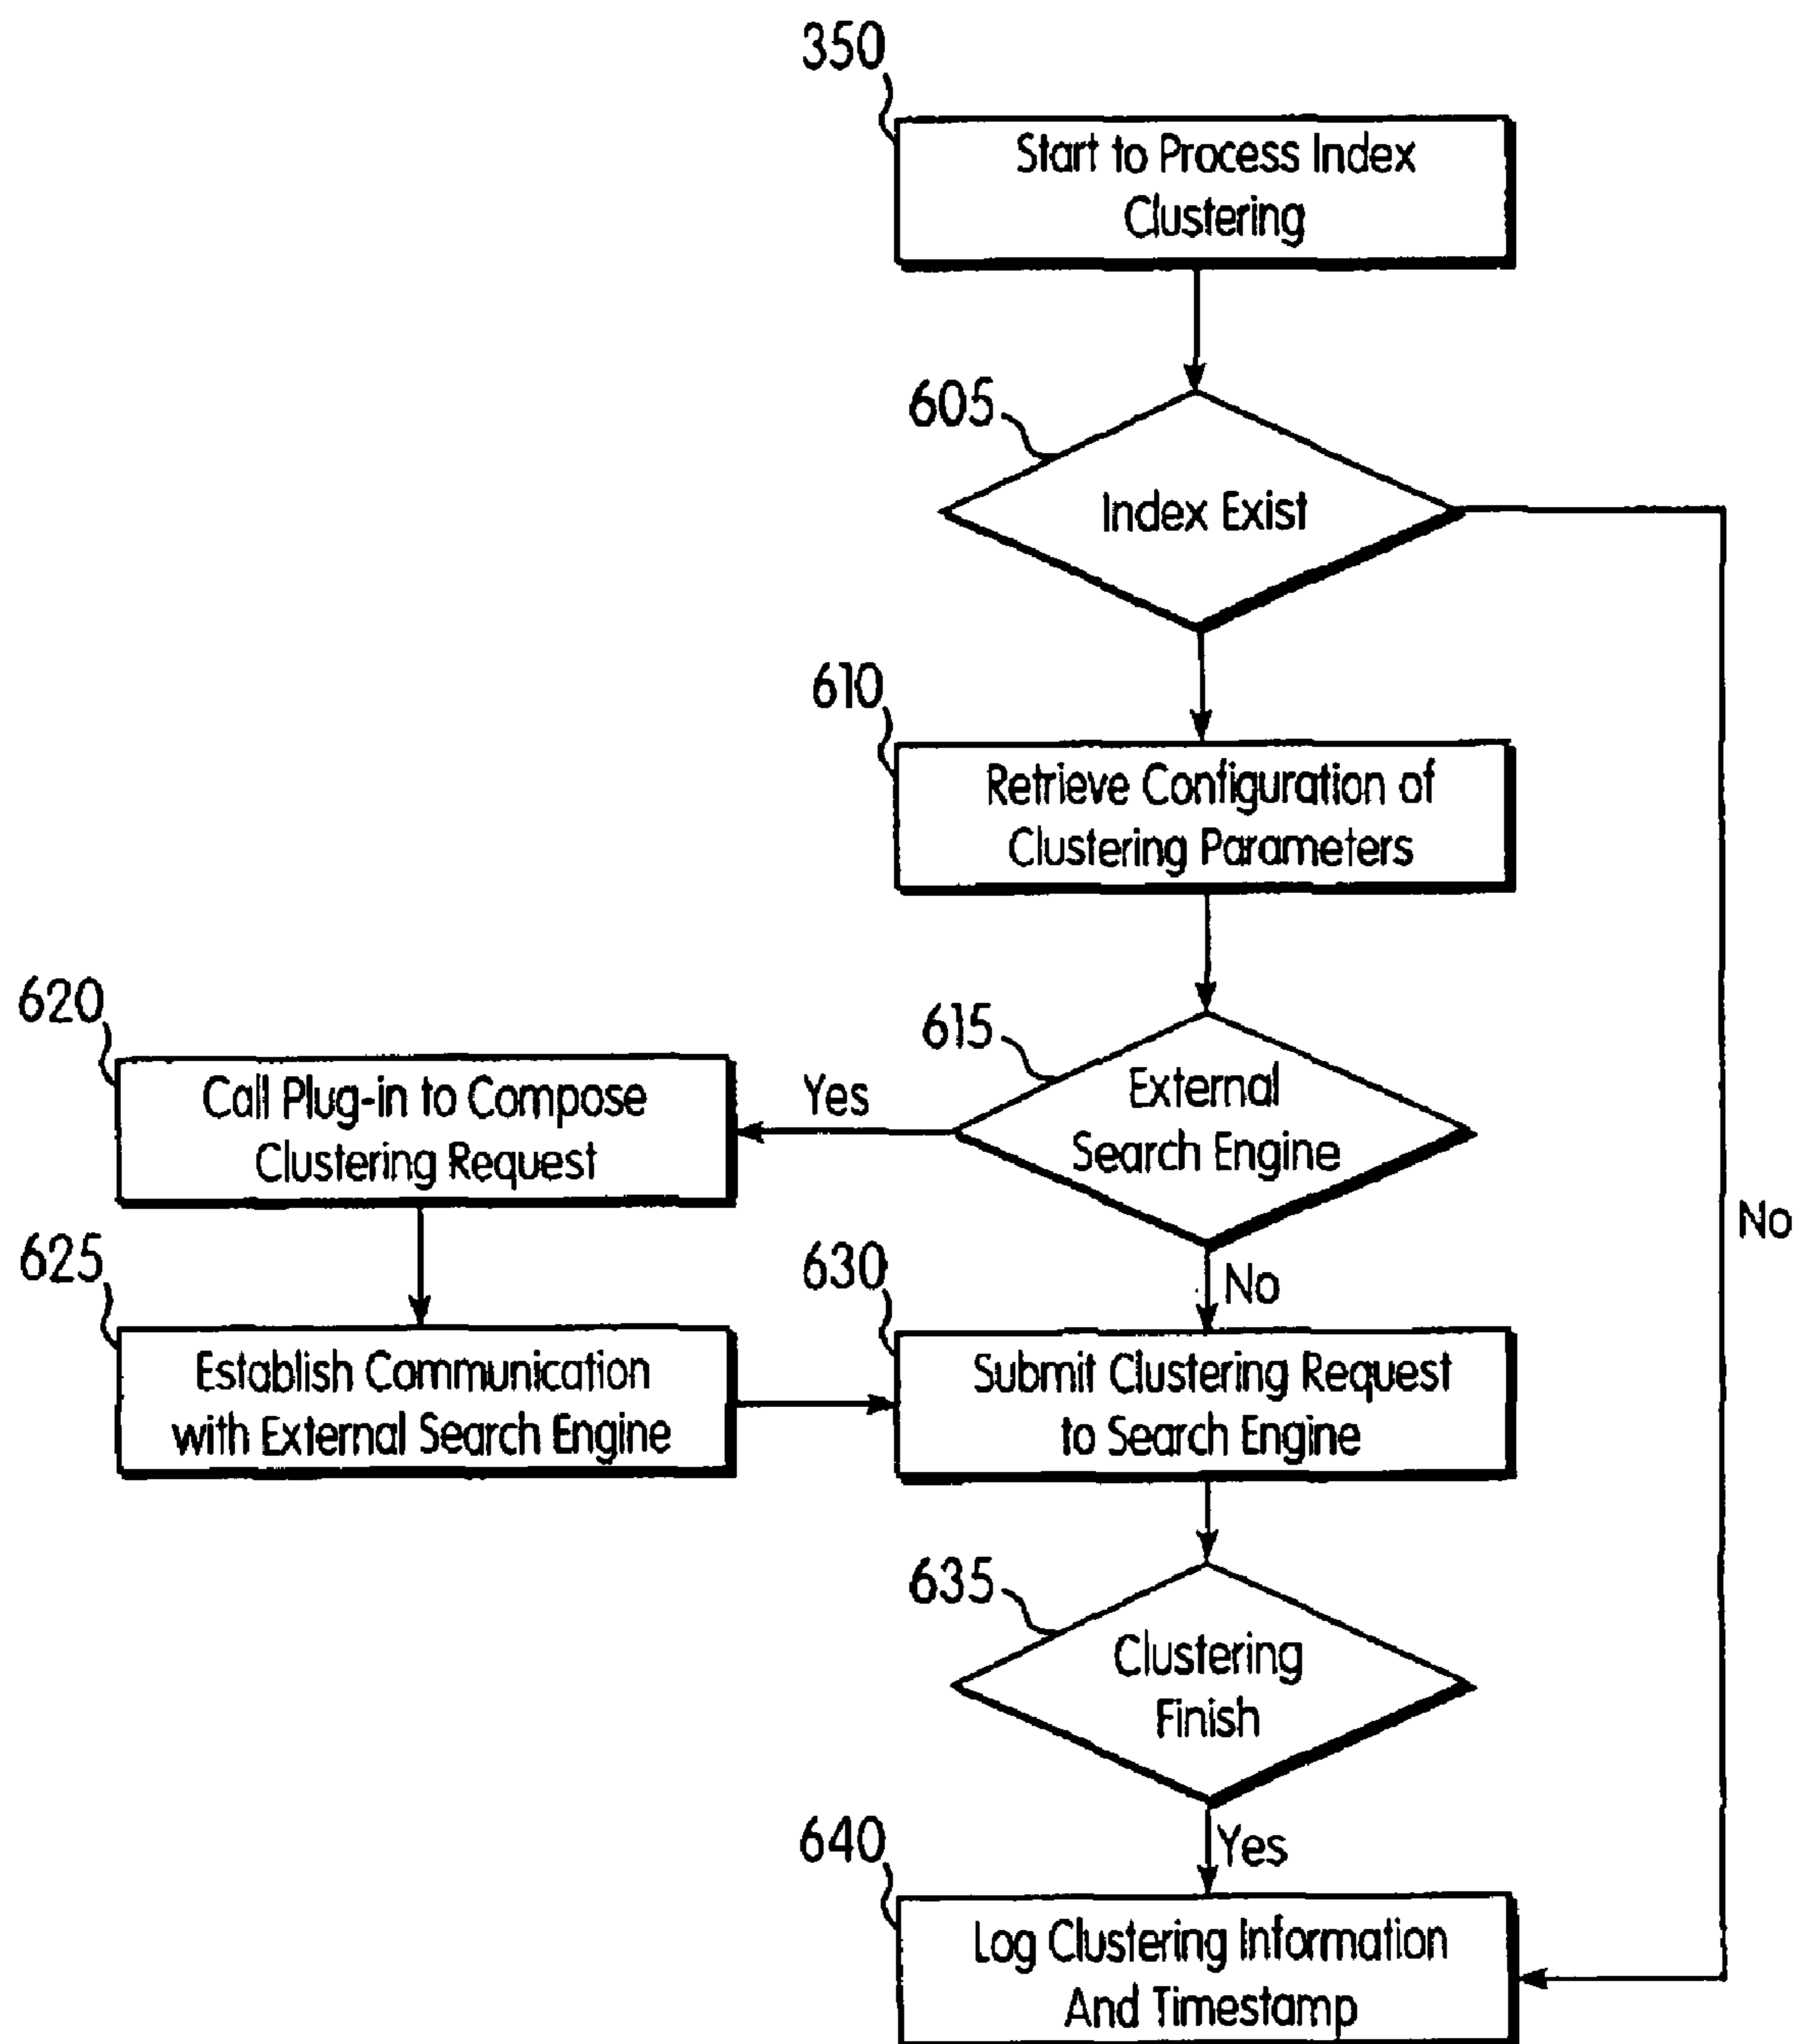 350
Start to Process Index
Clustering
605
Index Exist
610
Retrieve Configuration of
Clustering Parameters
615
External
Search Engine
Yes
620
Call Plug-in to Compose
Clustering Request
No
625
Establish Communication
with External Search Engine
630
No
Submit Clustering Request
to Search Engine
635
Clustering
Finish
Yes
640
Log Clustering Information
And Timestamp